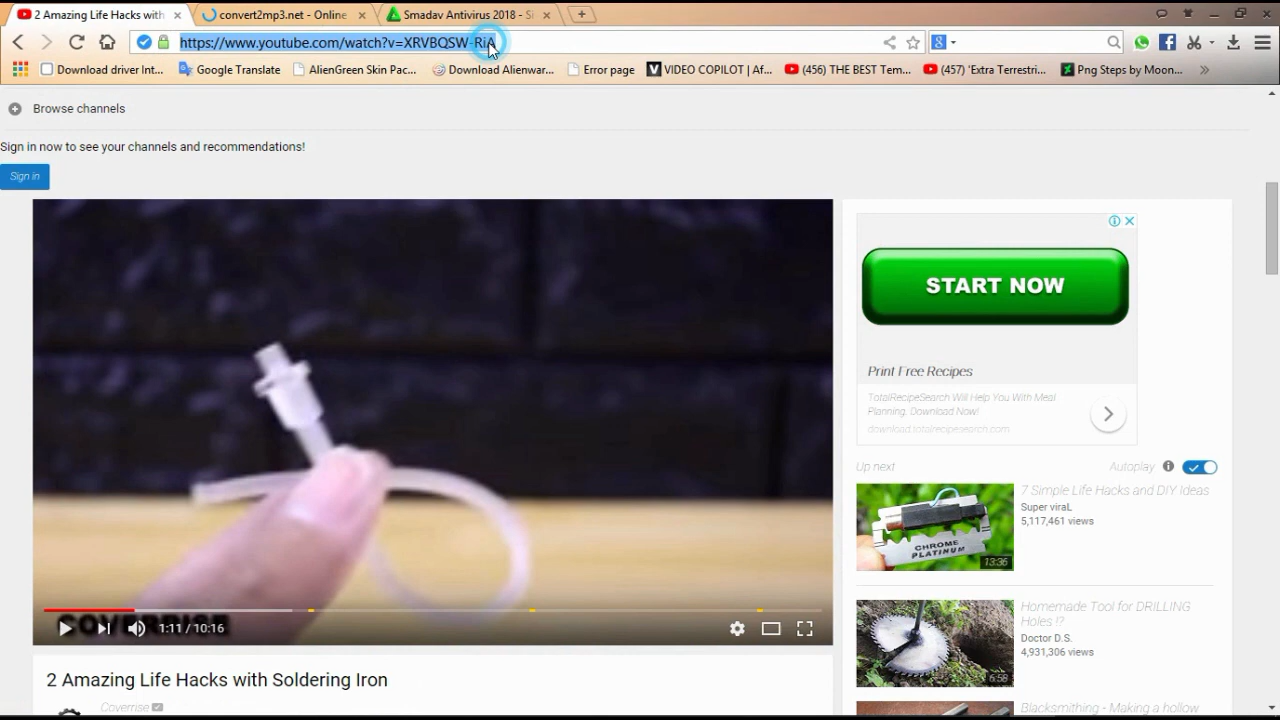 2 Amazing Life Hacks with
convert2mp3.net - Online
Smadav Antivirus 2018 - Si
https://www.youtube.com/watch?v=XRVBQSW-RiA
Download driver Int...
Google Translate
AlienGreen Skin Pac...
Download Alienwar...
Error page
VIDEO COPILOT | Af...
(456) THE BEST Tem...
(457) 'Extra Terrestri...
Png Steps by Moon...
Browse channels
Sign in now to see your channels and recommendations!
Sign in
START NOW
Print Free Recipes
TotalRecipeSearch Will Help You With Meal
Planning. Download Now!
download.totalrecipesearch.com
Up next
Autoplay
7 Simple Life Hacks and DIY Ideas
Super viraL
5,117,461 views
CHROME
PLATINUM
13:36
Homemade Tool for DRILLING
Holes !?
Doctor D.S.
4,931,306 views
6:58
Blacksmithing - Making a hollow
1:11 / 10:16
2 Amazing Life Hacks with Soldering Iron
Coverrise